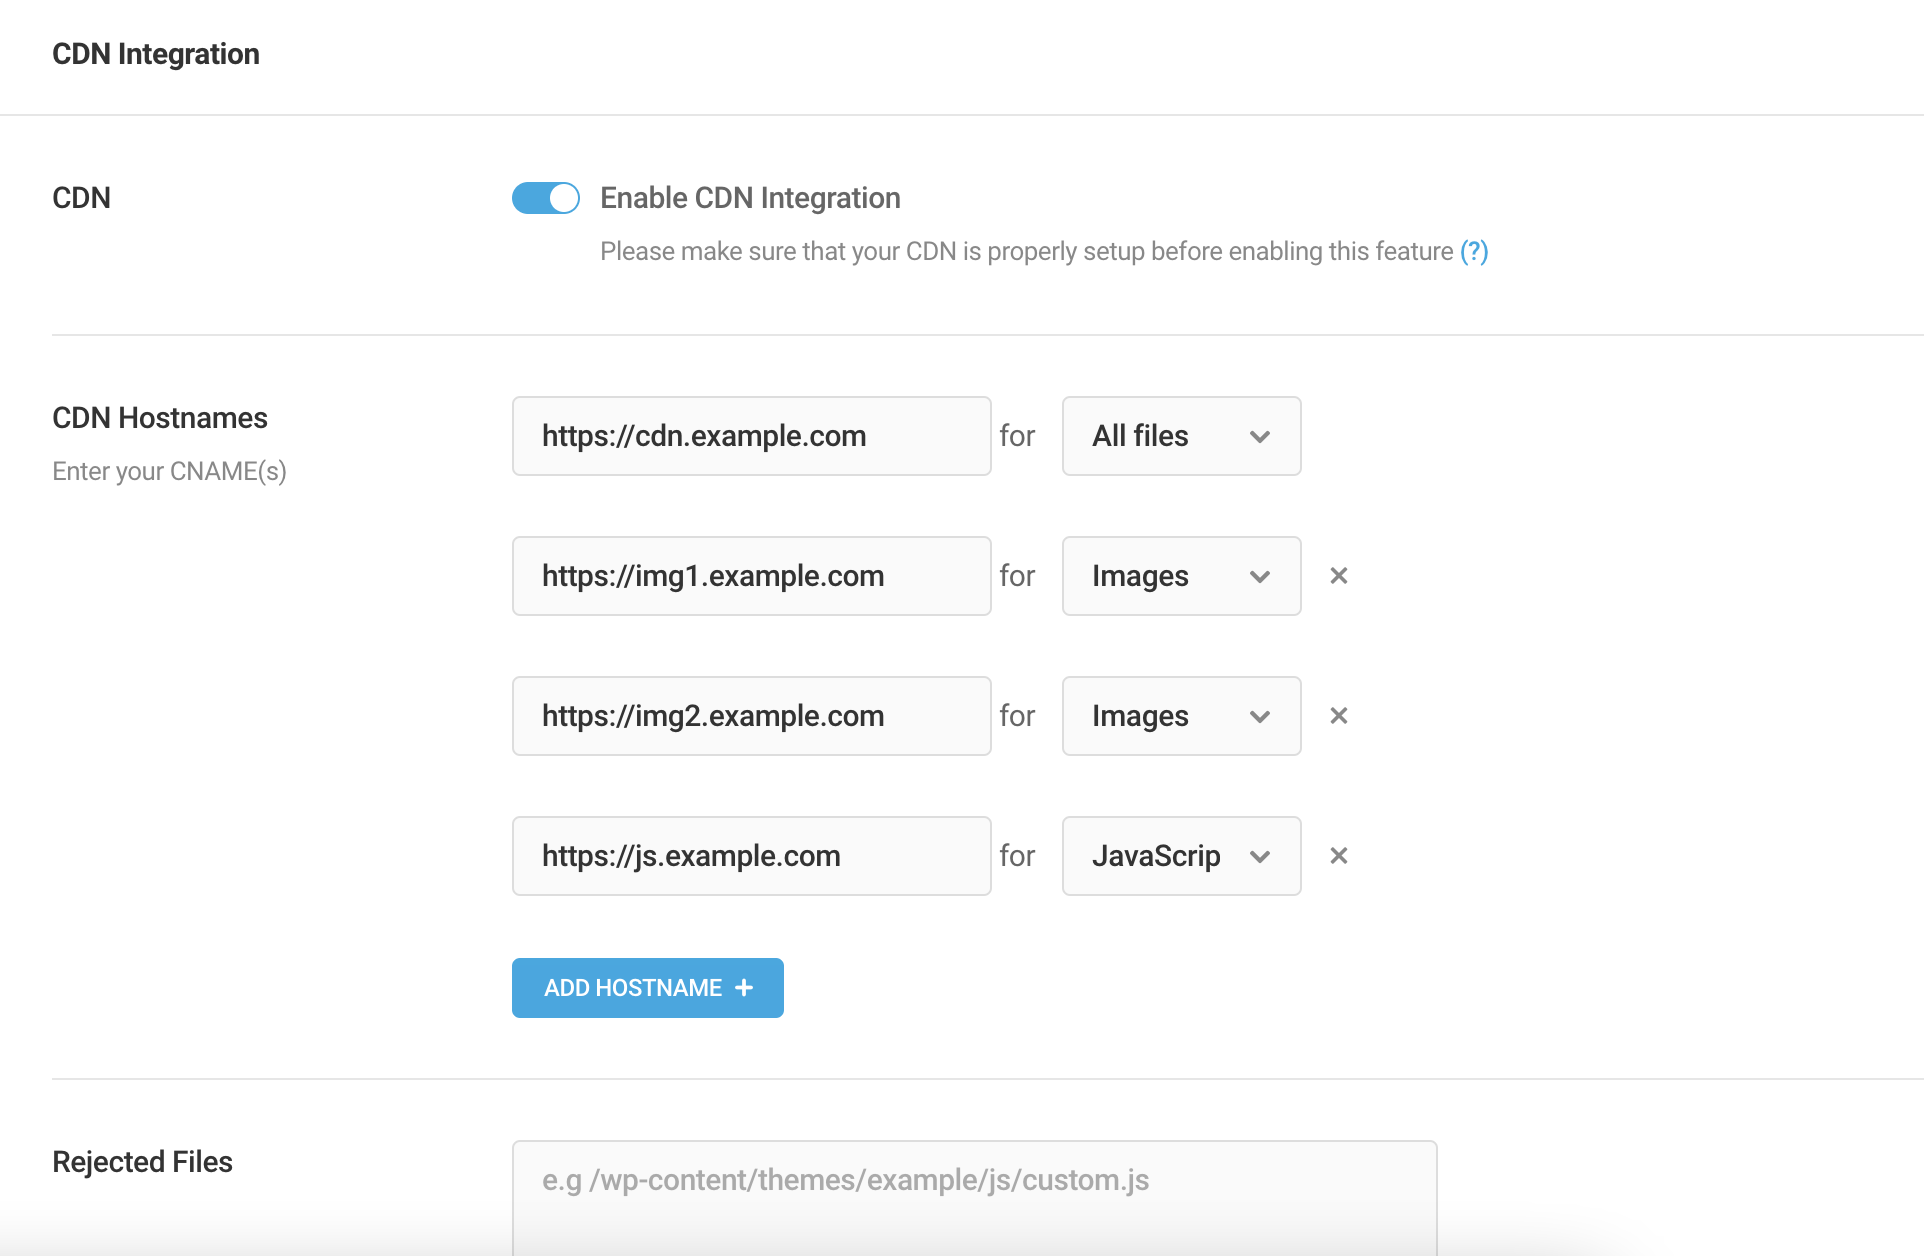 CDN Integration
CDN
Enable CDN Integration
Please make sure that your CDN is properly setup before enabling this feature (?)
CDN Hostnames
Enter your CNAME(s)
https://cdn.example.com for All files
https://img1.example.com for Images ×
https://img2.example.com for Images ×
https://js.example.com for JavaScrip ×
ADD HOSTNAME +
Rejected Files
e.g /wp-content/themes/example/js/custom.js